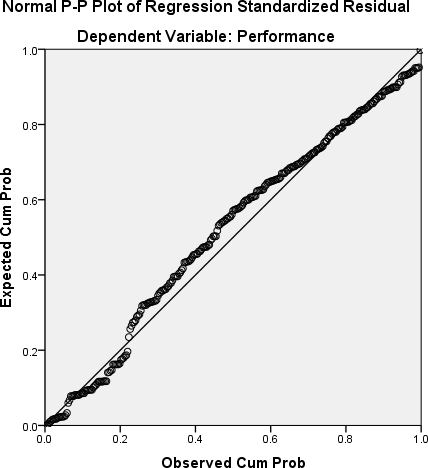 Normal P-P Plot of Regression Standardized Residual
Dependent Variable: Performance
1.0
0.8
0.6
0.4
0.2
0.0
Expected Cum Prob
0.0 0.2 0.4 0.6 0.8 1.0
Observed Cum Prob